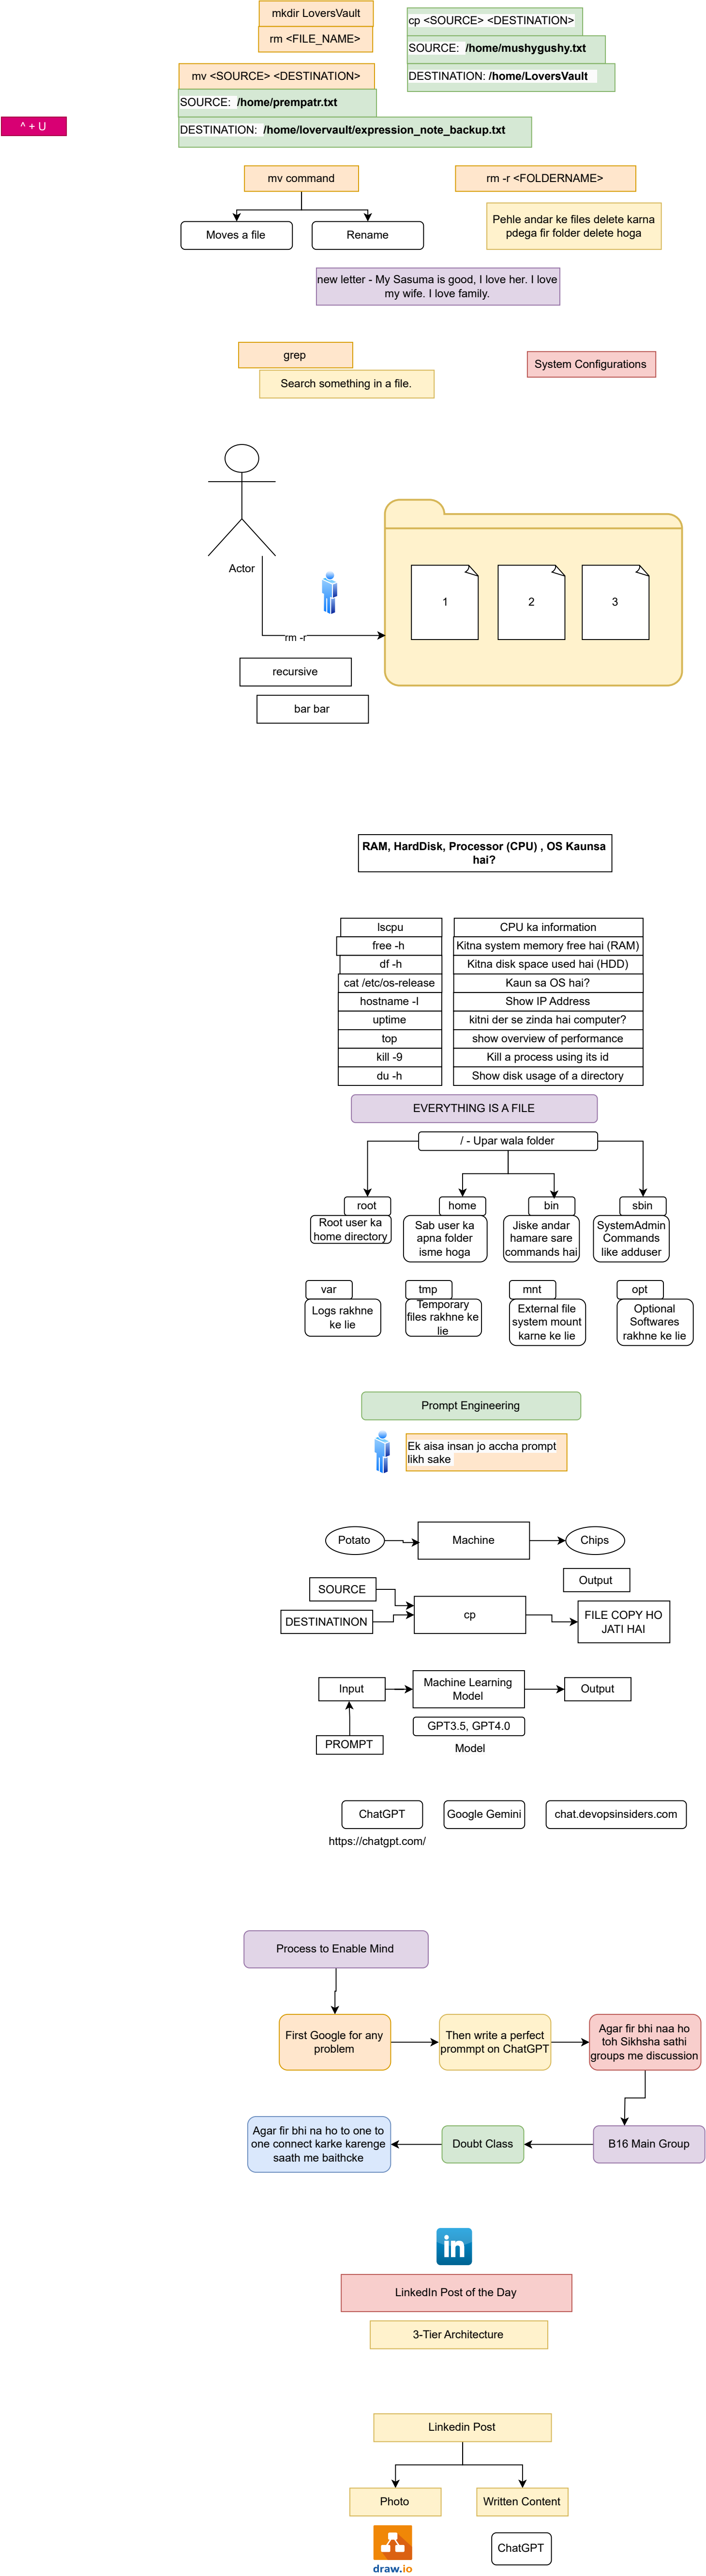 mkdir LoversVault
rm <FILE_NAME>
cp <SOURCE> <DESTINATION>
SOURCE: /home/mushygushy.txt
DESTINATION: /home/LoversVault
mv <SOURCE> <DESTINATION>
SOURCE: /home/prempatr.txt
DESTINATION: /home/lovervault/expression_note_backup.txt
^ + U
mv command
Moves a file
Rename
rm -r <FOLDERNAME>
Pehle andar ke files delete karna
pdega fir folder delete hoga
new letter - My Sasuma is good, I love her. I love
my wife. I love family.
grep
Search something in a file.
System Configurations
Actor
1
2
3
rm -r
recursive
bar bar
RAM, HardDisk, Processor (CPU) , OS Kaunsa
hai?
lscpu
CPU ka information
free -h
Kitna system memory free hai (RAM)
df -h
Kitna disk space used hai (HDD)
cat /etc/os-release
Kaun sa OS hai?
hostname -I
Show IP Address
uptime
kitni der se zinda hai computer?
top
show overview of performance
kill -9
Kill a process using its id
du -h
Show disk usage of a directory
EVERYTHING IS A FILE
/ - Upar wala folder
root
Root user ka
home directory
home
Sab user ka
apna folder
isme hoga
bin
Jiske andar
hamare sare
commands hai
sbin
SystemAdmin
Commands
like adduser
var
Logs rakhne
ke lie
tmp
Temporary
files rakhne ke
lie
mnt
External file
system mount
karne ke lie
opt
Optional
Softwares
rakhne ke lie
Prompt Engineering
Ek aisa insan jo accha prompt
likh sake
Potato
Machine
Chips
Output
SOURCE
DESTINATINON
cp
FILE COPY HO
JATI HAI
Input
Machine Learning
Model
Output
PROMPT
GPT3.5, GPT4.0
Model
ChatGPT
Google Gemini
chat.devopsinsiders.com
https://chatgpt.com/
Process to Enable Mind
First Google for any
problem
Then write a perfect
prommpt on ChatGPT
Agar fir bhi naa ho
toh Sikhsha sathi
groups me discussion
B16 Main Group
Doubt Class
Agar fir bhi na ho to one to
one connect karke karenge
saath me baithcke
in
LinkedIn Post of the Day
3-Tier Architecture
Linkedin Post
Photo
Written Content
draw.io
ChatGPT